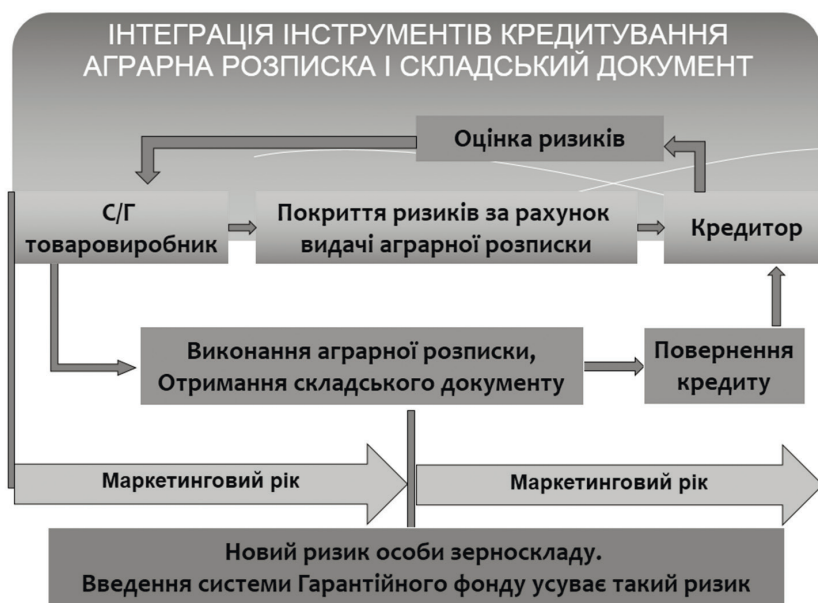 ІНТЕГРАЦІЯ ІНСТРУМЕНТІВ КРЕДИТУВАННЯ
АГРАРНА РОЗПИСКА І СКЛАДСЬКИЙ ДОКУМЕНТ
Оцінка ризиків
С/Г
товаровиробник
Покриття ризиків за рахунок
видачі аграрної розписки
Кредитор
Виконання аграрної розписки,
Отримання складського документу
Повернення
кредиту
Маркетинговий рік
Маркетинговий рік
Новий ризик особи зерноскладу.
Введення системи Гарантійного фонду усуває такий ризик